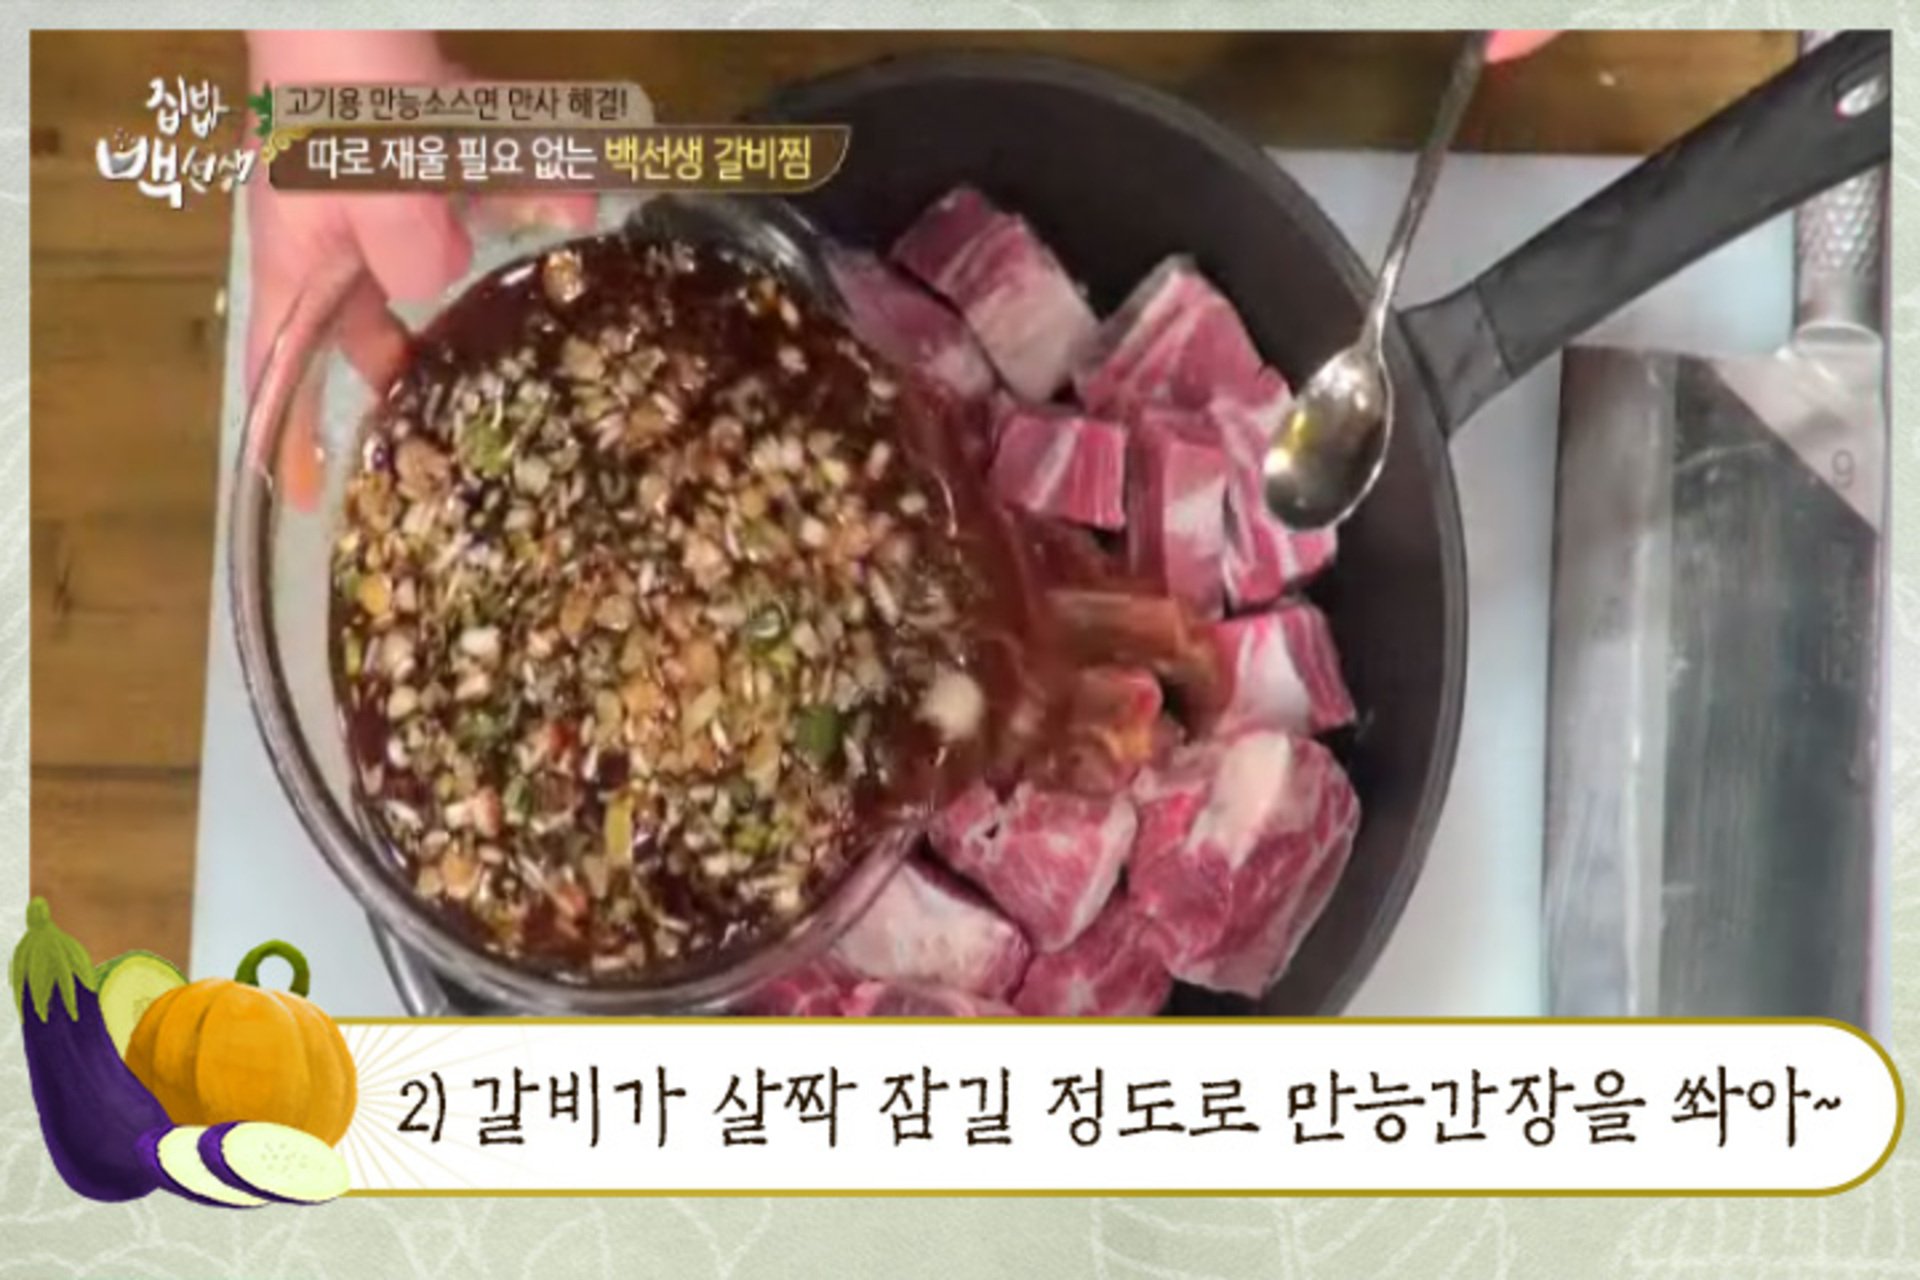 집밥
백선생
고기용 만능소스면 만사 해결!
따로 재울 필요 없는 백선생 갈비찜
9
2) 갈비가 살짝 잠길 정도로 만능간장을 쏴아~